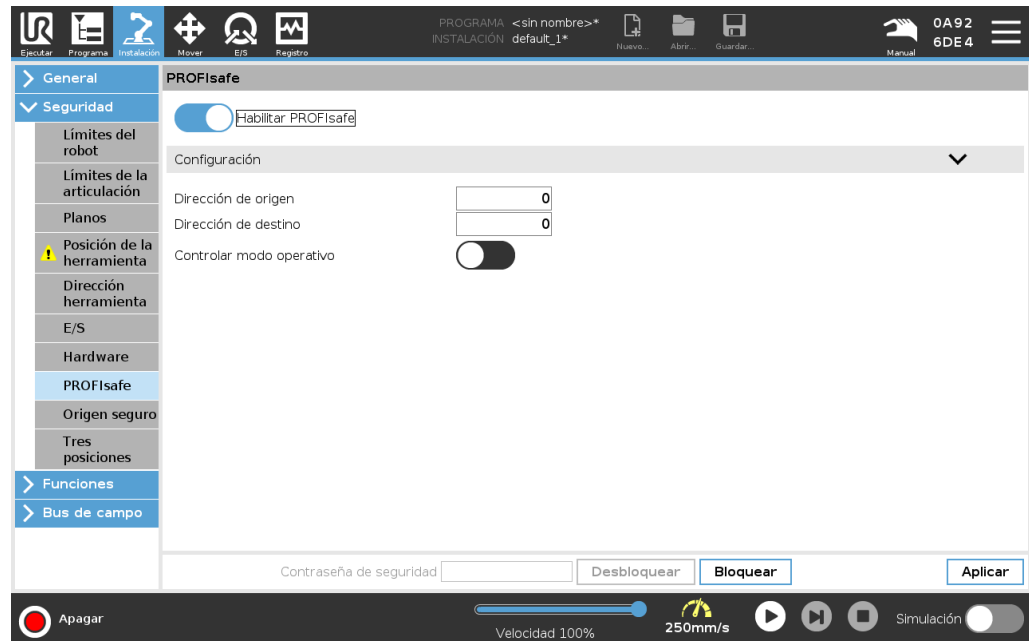 PROGRAMA <sin nombre>*
INSTALACIÓN default_1*
UR
Ejecutar Programa Instalación Mover E/S Registro
Nuevo... Abrir... Guardar...
Manual
0A92
6DE4
General
Seguridad
Límites del
robot
Límites de la
articulación
Planos
Posición de la
herramienta
Dirección
herramienta
E/S
Hardware
PROFIsafe
Origen seguro
Tres
posiciones
Funciones
Bus de campo
PROFIsafe
Habilitar PROFIsafe
Configuración
Dirección de origen 0
Dirección de destino 0
Controlar modo operativo
Contraseña de seguridad Desbloquear Bloquear Aplicar
Apagar
Velocidad 100%
250mm/s
Simulación